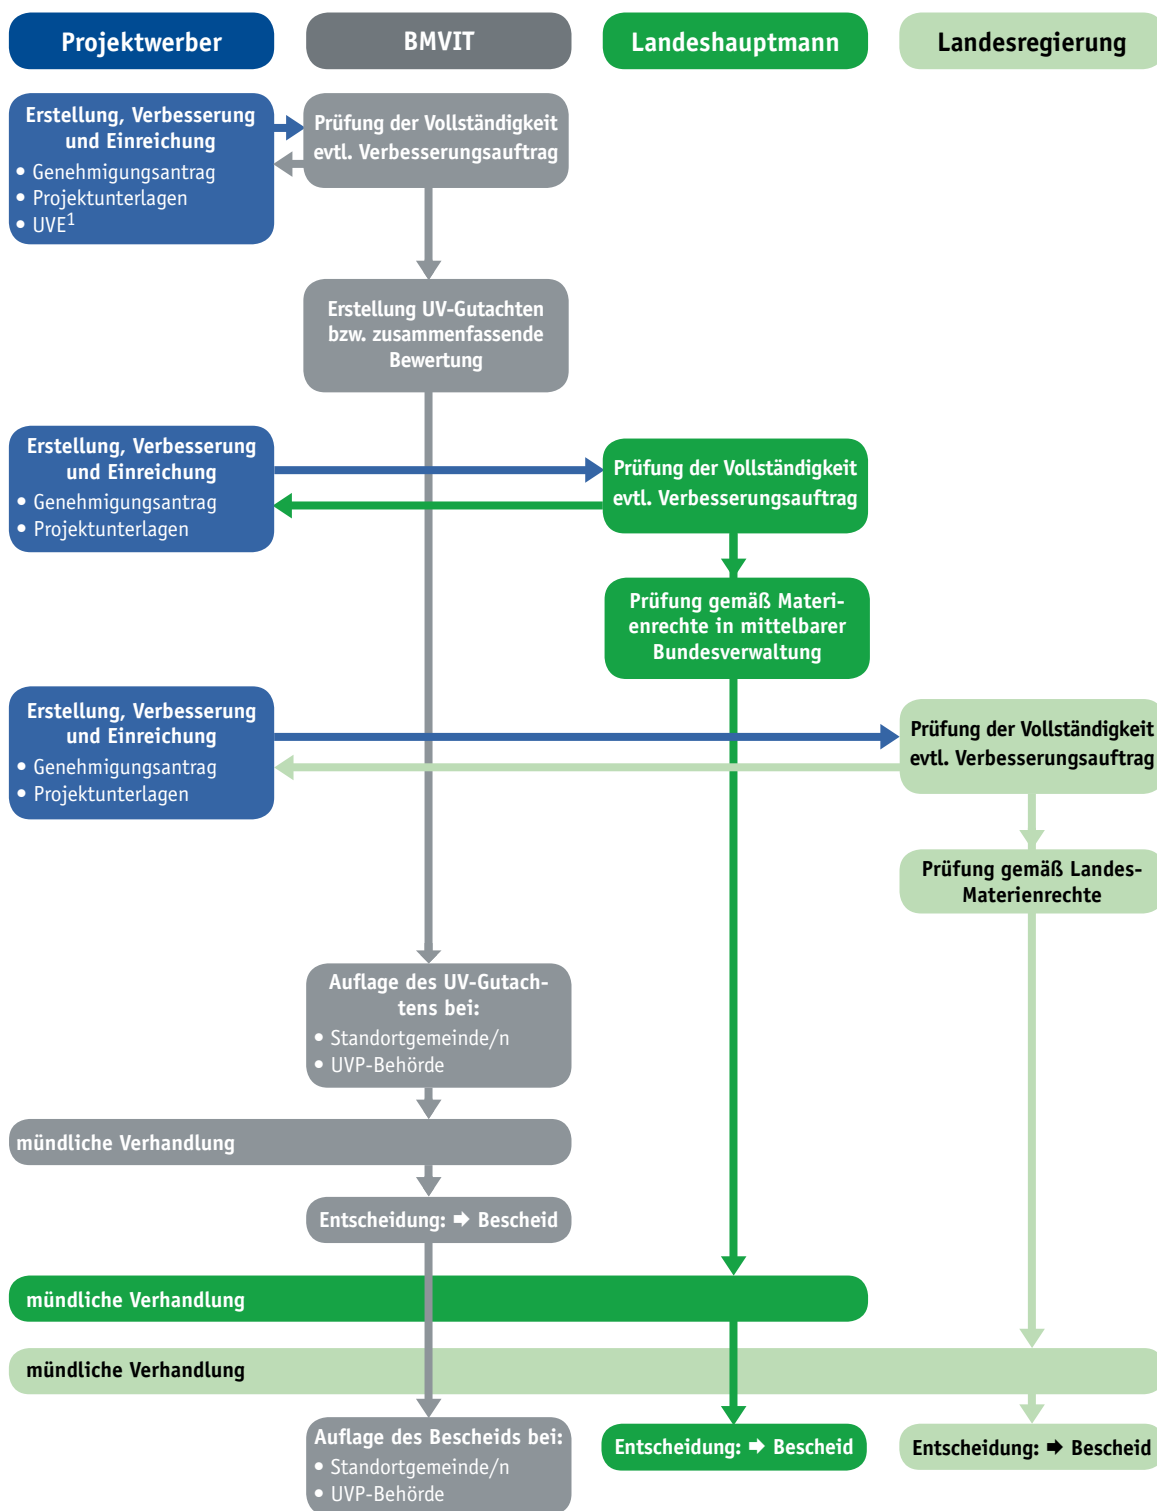 Projektwerber
BMVIT
Landeshauptmann
Landesregierung
Erstellung, Verbesserung
und Einreichung
• Genehmigungsantrag
• Projektunterlagen
• UVE¹
Prüfung der Vollständigkeit
evtl. Verbesserungsauftrag
Erstellung UV-Gutachten
bzw. zusammenfassende
Bewertung
Erstellung, Verbesserung
und Einreichung
• Genehmigungsantrag
• Projektunterlagen
Prüfung der Vollständigkeit
evtl. Verbesserungsauftrag
Prüfung gemäß Materi-
enrechte in mittelbarer
Bundesverwaltung
Erstellung, Verbesserung
und Einreichung
• Genehmigungsantrag
• Projektunterlagen
Prüfung der Vollständigkeit
evtl. Verbesserungsauftrag
Prüfung gemäß Landes-
Materienrechte
Auflage des UV-Gutach-
tens bei:
• Standortgemeinde/n
• UVP-Behörde
mündliche Verhandlung
Entscheidung: ➡ Bescheid
mündliche Verhandlung
mündliche Verhandlung
Auflage des Bescheids bei:
• Standortgemeinde/n
• UVP-Behörde
Entscheidung: ➡ Bescheid
Entscheidung: ➡ Bescheid